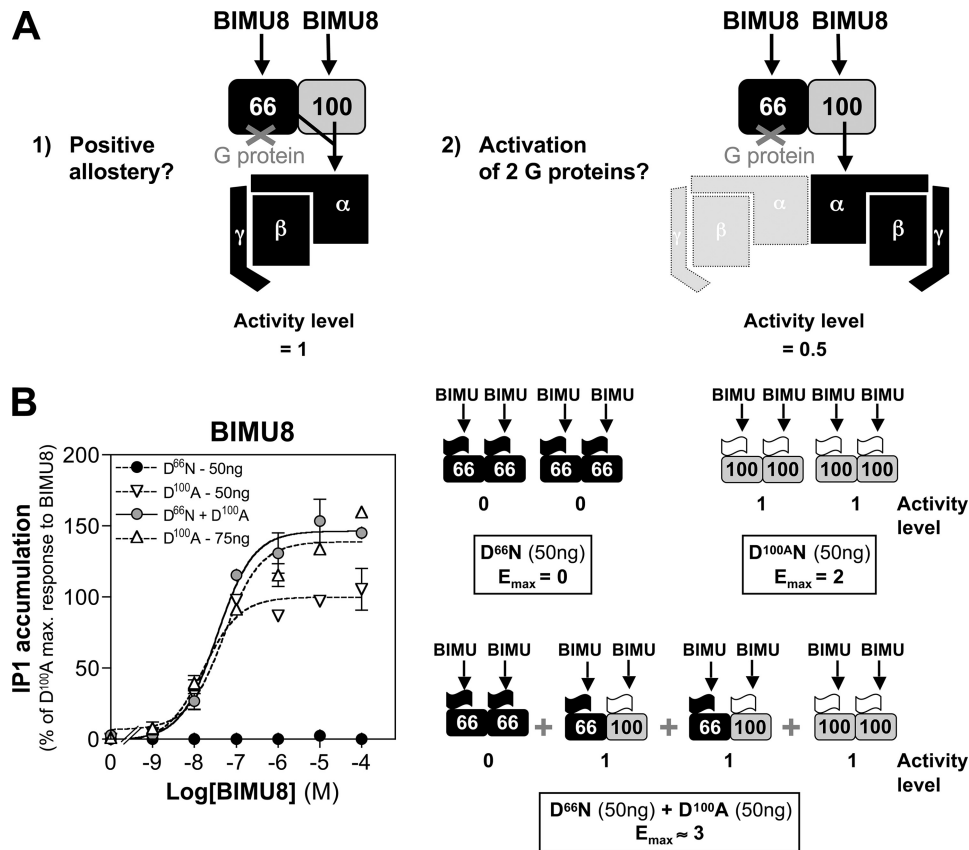 A
BIMU8 BIMU8
66 100
1) Positive
allostery?
G protein
α
β
γ
Activity level
= 1
BIMU8 BIMU8
66 100
2) Activation
of 2 G proteins?
G protein
γ β α α β γ
Activity level
= 0.5
B
BIMU8
IP1 accumulation
(% of D¹⁰⁰A max. response to BIMU8)
200
150
100
50
0
D⁶⁶N - 50ng
D¹⁰⁰A - 50ng
D⁶⁶N + D¹⁰⁰A
D¹⁰⁰A - 75ng
0 -9 -8 -7 -6 -5 -4
Log[BIMU8] (M)
BIMU BIMU BIMU BIMU
66 66 66 66
0 0
D⁶⁶N (50ng)
Emax = 0
BIMU BIMU BIMU BIMU
100 100 100 100
1 1 Activity
level
D¹⁰⁰ᴬN (50ng)
Emax = 2
BIMU BIMU BIMU BIMU BIMU BIMU BIMU BIMU
66 66 + 66 100 + 66 100 + 100 100
0 1 1 1 Activity
level
D⁶⁶N (50ng) + D¹⁰⁰A (50ng)
Emax ≈ 3